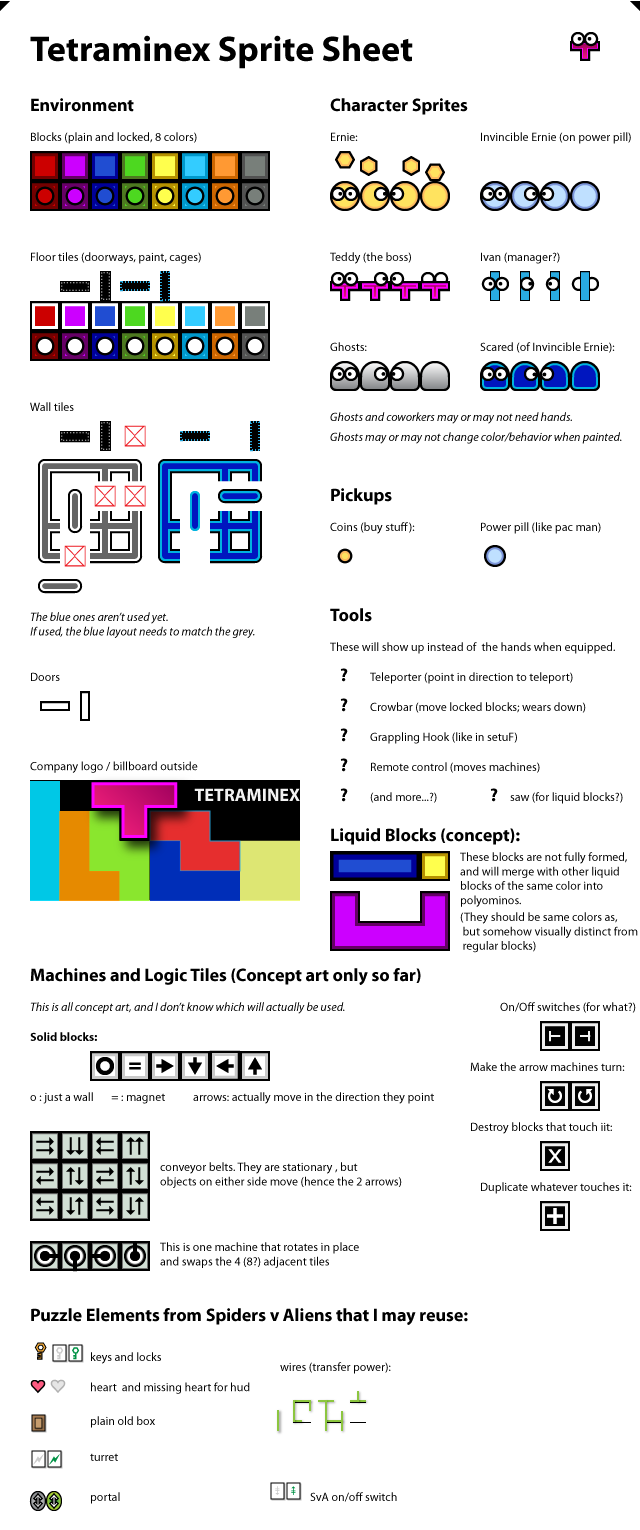 Tetraminex Sprite Sheet
Environment
Blocks (plain and locked, 8 colors)
Floor tiles (doorways, paint, cages)
Wall tiles
The blue ones aren't used yet.
If used, the blue layout needs to match the grey.
Doors
Company logo / billboard outside
TETRAMINEX
Character Sprites
Ernie:
Invincible Ernie (on power pill)
Teddy (the boss)
Ivan (manager?)
Ghosts:
Scared (of Invincible Ernie):
Ghosts and coworkers may or may not need hands.
Ghosts may or may not change color/behavior when painted.
Pickups
Coins (buy stuff):
Power pill (like pac man)
Tools
These will show up instead of the hands when equipped.
? Teleporter (point in direction to teleport)
? Crowbar (move locked blocks; wears down)
? Grappling Hook (like in setuF)
? Remote control (moves machines)
? (and more...?)
? saw (for liquid blocks?)
Liquid Blocks (concept):
These blocks are not fully formed,
and will merge with other liquid
blocks of the same color into
polyominos.
(They should be same colors as,
but somehow visually distinct from
regular blocks)
Machines and Logic Tiles (Concept art only so far)
This is all concept art, and I don't know which will actually be used.
Solid blocks:
o : just a wall = : magnet arrows: actually move in the direction they point
conveyor belts. They are stationary , but
objects on either side move (hence the 2 arrows)
This is one machine that rotates in place
and swaps the 4 (8?) adjacent tiles
On/Off switches (for what?)
Make the arrow machines turn:
Destroy blocks that touch iit:
X
Duplicate whatever touches it:
Puzzle Elements from Spiders v Aliens that I may reuse:
keys and locks
heart and missing heart for hud
plain old box
turret
portal
wires (transfer power):
SvA on/off switch